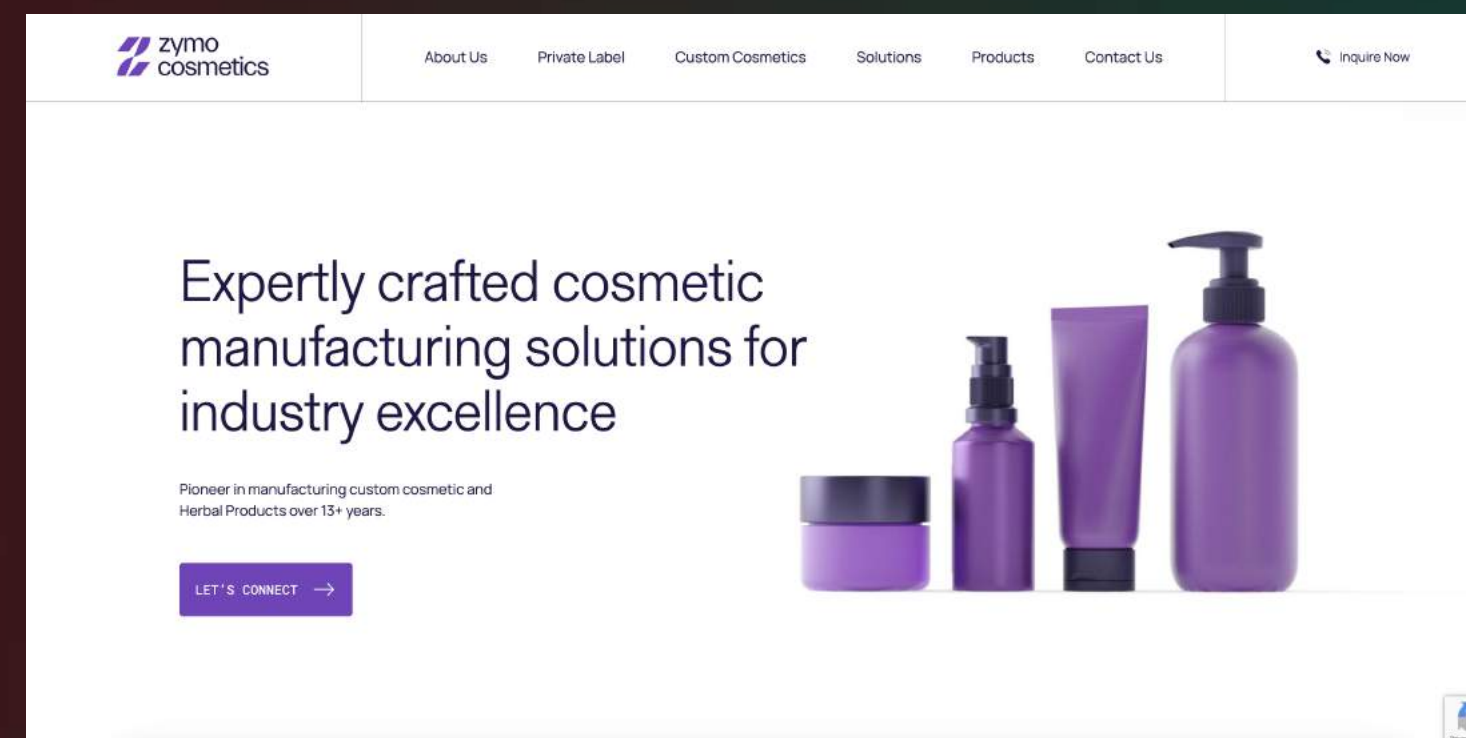 zymo
cosmetics
About Us
Private Label
Custom Cosmetics
Solutions
Products
Contact Us
Inquire Now
Expertly crafted cosmetic
manufacturing solutions for
industry excellence
Pioneer in manufacturing custom cosmetic and
Herbal Products over 13+ years.
LET'S CONNECT